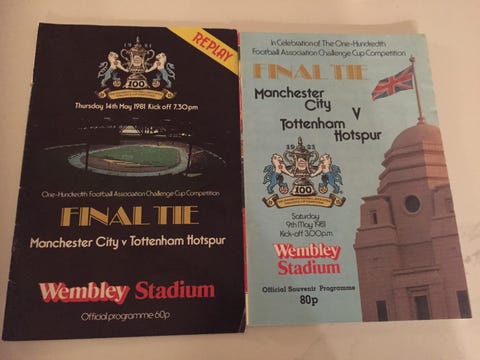 REPLAY
1981
100
Thursday 14th May 1981 Kick off 7.30pm
One-Hundredth Football Association Challenge Cup Competition
FINAL TIE
Manchester City v Tottenham Hotspur
Wembley Stadium
Official programme 60p
In Celebration of The One-Hundredth
Football Association Challenge Cup Competition
FINAL TIE
Manchester
City V
Tottenham
Hotspur
1981
100
Saturday
9th May 1981
Kick-off 3.00p.m.
Wembley
Stadium
Official Souvenir Programme
80p